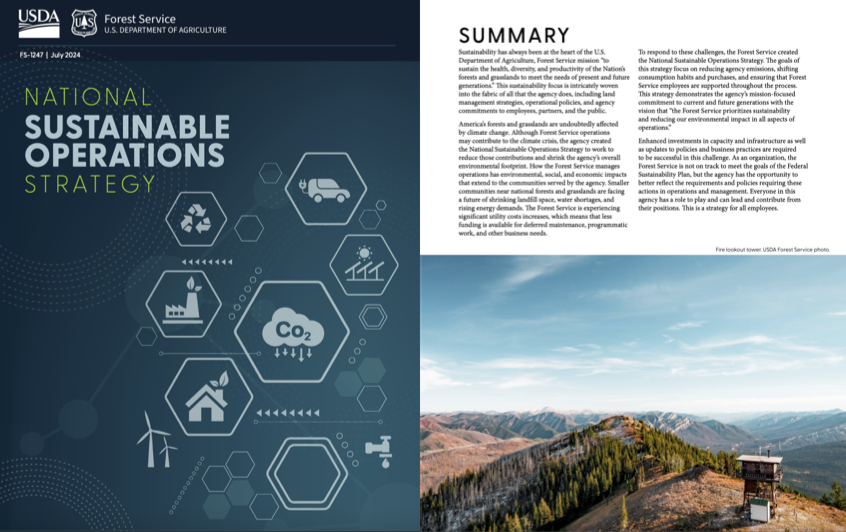 USDA
Forest Service
U.S. DEPARTMENT OF AGRICULTURE
FS-1247 | July 2024
NATIONAL
SUSTAINABLE
OPERATIONS
STRATEGY
Co2
SUMMARY
Sustainability has always been at the heart of the U.S.
Department of Agriculture, Forest Service mission "to
sustain the health, diversity, and productivity of the Nation's
forests and grasslands to meet the needs of present and future
generations." This sustainability focus is intricately woven
into the fabric of all that the agency does, including land
management strategies, operational policies, and agency
commitments to employees, partners, and the public.
America's forests and grasslands are undoubtedly affected
by climate change. Although Forest Service operations
may contribute to the climate crisis, the agency created
the National Sustainable Operations Strategy to work to
reduce those contributions and shrink the agency's overall
environmental footprint. How the Forest Service manages
operations has environmental, social, and economic impacts
that extend to the communities served by the agency. Smaller
communities near national forests and grasslands are facing
a future of shrinking landfill space, water shortages, and
rising energy demands. The Forest Service is experiencing
significant utility costs increases, which means that less
funding is available for deferred maintenance, programmatic
work, and other business needs.
To respond to these challenges, the Forest Service created
the National Sustainable Operations Strategy. The goals of
this strategy focus on reducing agency emissions, shifting
consumption habits and purchases, and ensuring that Forest
Service employees are supported throughout the process.
This strategy demonstrates the agency's mission-focused
commitment to current and future generations with the
vision that "the Forest Service prioritizes sustainability
and reducing our environmental impact in all aspects of
operations."
Enhanced investments in capacity and infrastructure as well
as updates to policies and business practices are required
to be successful in this challenge. As an organization, the
Forest Service is not on track to meet the goals of the Federal
Sustainability Plan, but the agency has the opportunity to
better reflect the requirements and policies requiring these
actions in operations and management. Everyone in this
agency has a role to play and can lead and contribute from
their positions. This is a strategy for all employees.
Fire lookout tower. USDA Forest Service photo.